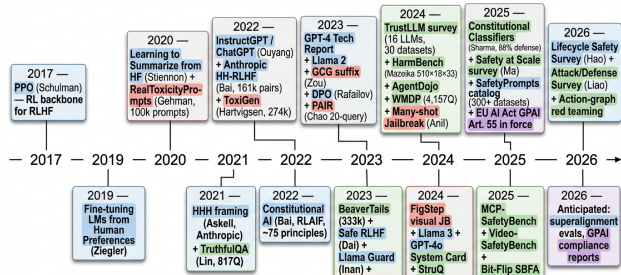 2017 —
PPO (Schulman)
— RL backbone
for RLHF
2020 —
Learning to
Summarize from
HF (Stiennon)
+
RealToxicityPro-
mpts (Gehman,
100k prompts)
2022 —
InstructGPT /
ChatGPT (Ouyang)
+ Anthropic
HH-RLHF
(Bai, 161k pairs)
+ ToxiGen
(Hartvigsen, 274k)
2023 —
GPT-4 Tech
Report
+ Llama 2
+ GCG suffix
(Zou)
+ DPO (Rafailov)
+ PAIR
(Chao 20-query)
2024 —
TrustLLM survey
(16 LLMs,
30 datasets)
+ HarmBench
(Mazeika 510×18×33)
+ AgentDojo
+ WMDP (4,157Q)
+ Many-shot
Jailbreak (Anil)
2025 —
Constitutional
Classifiers
(Sharma, 88% defense)
+ Safety at Scale
survey (Ma)
+ SafetyPrompts
catalog
(300+ datasets)
+ EU AI Act GPAI
Art. 55 in force
2026 —
Lifecycle Safety
Survey (Hao) +
Attack/Defense
Survey (Liao)
+ Action-graph
red teaming
2017 — 2019 — 2020 — 2021 — 2022 — 2023 — 2024 — 2025 — 2026
2019 —
Fine-tuning
LMs from
Human
Preferences
(Ziegler)
2021 —
HHH framing
(Askell,
Anthropic)
+ TruthfulQA
(Lin, 817Q)
2022 —
Constitutional
AI (Bai, RLAIF,
~75 principles)
2023 —
BeaverTails
(333k) +
Safe RLHF
(Dai) +
Llama Guard
(Inan) +
2024 —
FigStep
visual JB
+ Llama 3 +
GPT-4o
System Card
+ StruQ
2025 —
MCP-
SafetyBench
+ Video-
SafetyBench
+
Bit-Flip SBFA
2026 —
Anticipated:
superalignment
evals, GPAI
compliance
reports